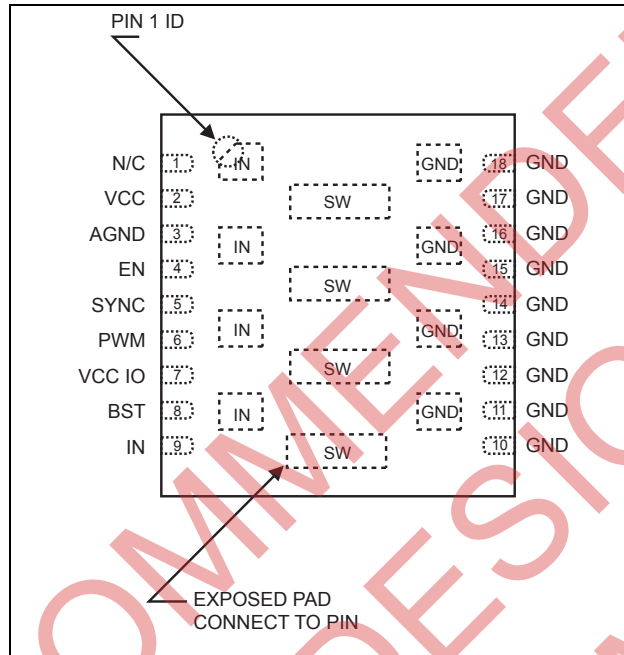 PIN 1 ID
N/C 1 IN GND 18 GND
VCC 2 SW 17 GND
AGND 3 IN GND 16 GND
EN 4 SW 15 GND
SYNC 5 14 GND
PWM 6 IN GND 13 GND
VCC IO 7 SW 12 GND
BST 8 IN GND 11 GND
IN 9 SW 10 GND
EXPOSED PAD
CONNECT TO PIN